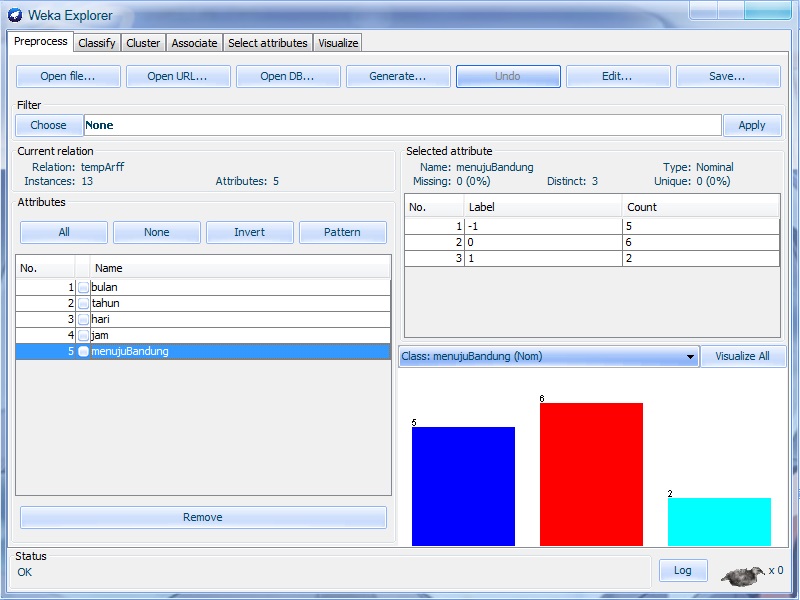 Weka Explorer
Preprocess Classify Cluster Associate Select attributes Visualize
Open file... Open URL... Open DB... Generate... Undo Edit... Save...
Filter
Choose None Apply
Current relation
Relation: tempArff
Instances: 13 Attributes: 5
Selected attribute
Name: menujuBandung Type: Nominal
Missing: 0 (0%) Distinct: 3 Unique: 0 (0%)
Attributes
All None Invert Pattern
No. Name
1 bulan
2 tahun
3 hari
4 jam
5 menujuBandung
Remove
No. Label Count
1 -1 5
2 0 6
3 1 2
Class: menujuBandung (Nom) Visualize All
5
6
2
Status
OK
Log x 0